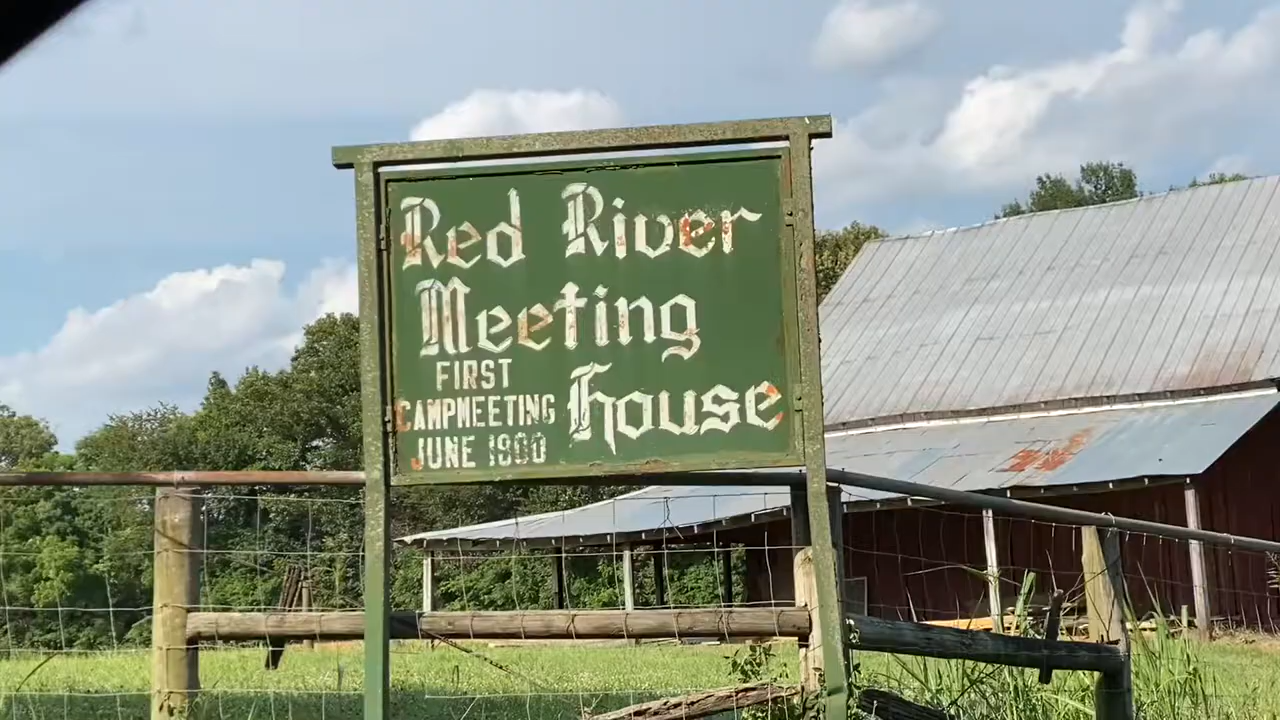 Red River
Meeting
House
FIRST
CAMPMEETING
JUNE 1800